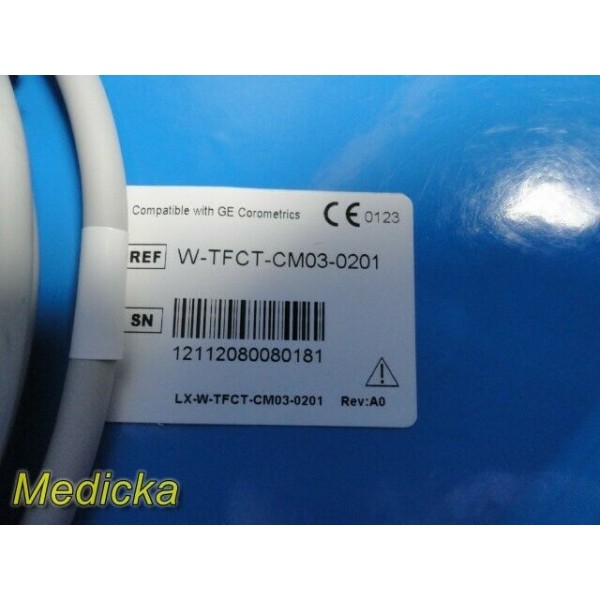 Compatible with GE Corometrics CE 0123
REF W-TFCT-CM03-0201
SN
12112080080181
LX-W-TFCT-CM03-0201 Rev:A0
Medicka